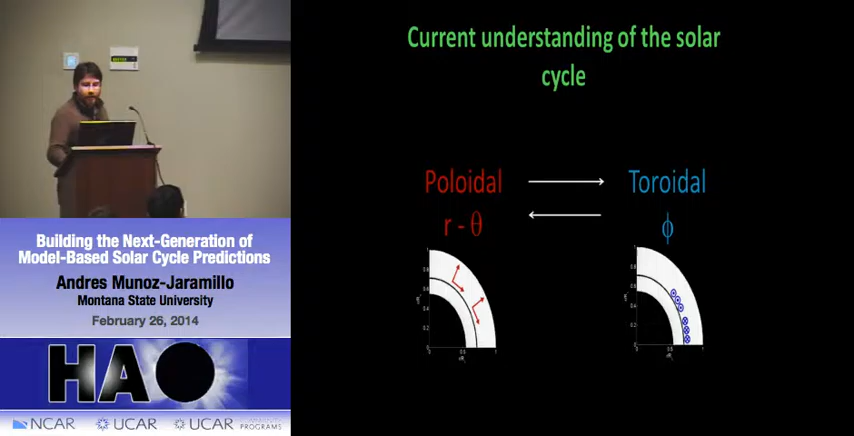 Current understanding of the solar
cycle
Poloidal
Toroidal
r - θ
ϕ
Building the Next-Generation of
Model-Based Solar Cycle Predictions
Andres Munoz-Jaramillo
Montana State University
February 26, 2014
HAO
NCAR
UCAR
UCAR
PROGRAMS